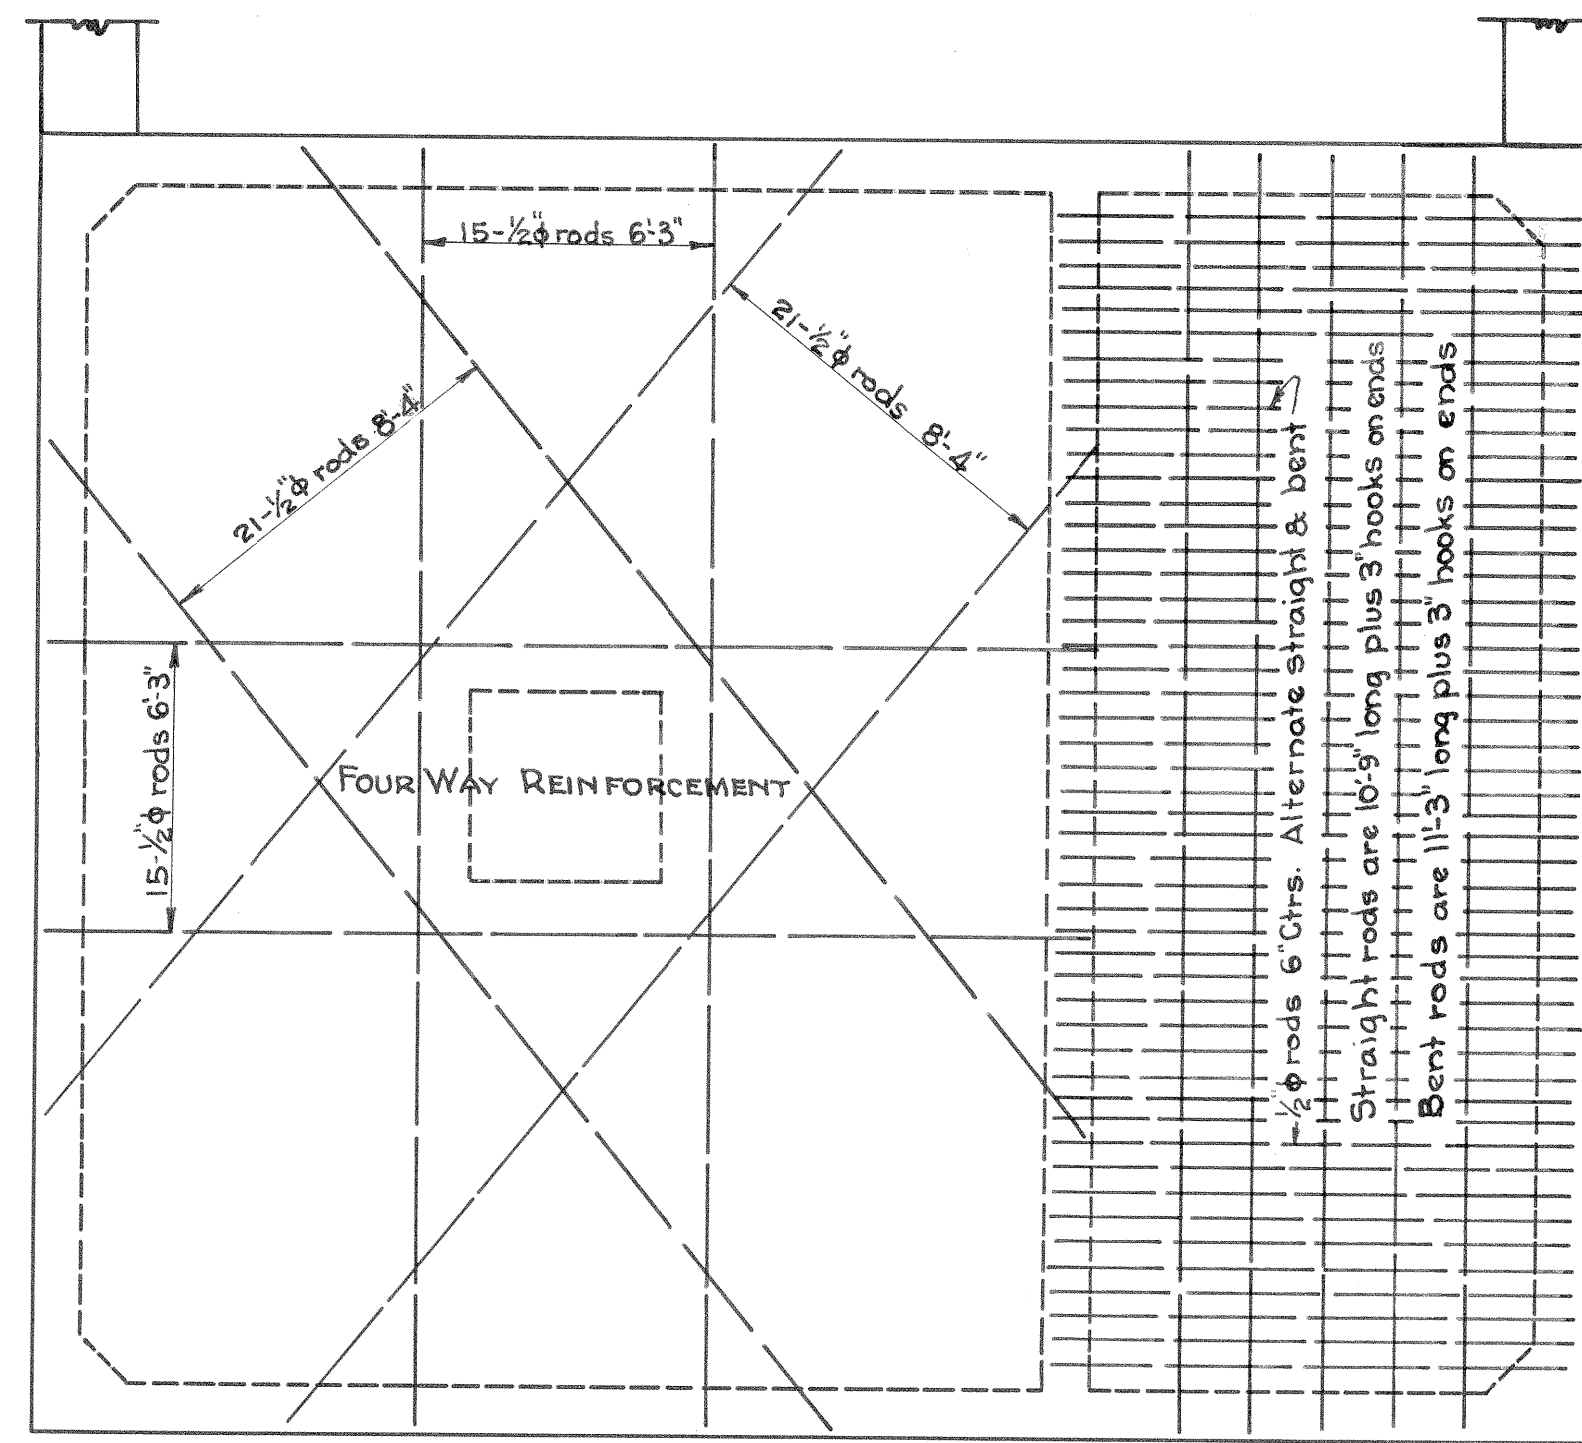 15-½"ϕ rods 6'-3"
21-½"ϕ rods 8'-4"
21-½"ϕ rods 8'-4"
15-½"ϕ rods 6'-3"
FOUR WAY REINFORCEMENT
½"ϕ rods 6" Ctrs. Alternate straight & bent
Straight rods are 10'-9" long plus 3" hooks on ends
Bent rods are 11'-3" long plus 3" hooks on ends